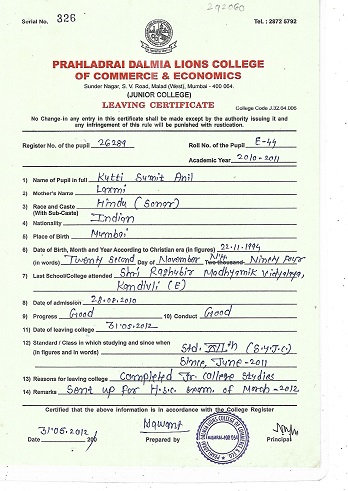 292060
Serial No. 326 Tel.: 2872 5792
PRAHLADRAI DALMIA LIONS COLLEGE
OF COMMERCE & ECONOMICS
Sunder Nagar, S. V. Road, Malad (West), Mumbai - 400 064.
(JUNIOR COLLEGE)
LEAVING CERTIFICATE
College Code J.32.04.006
No Change-in any entry in this certificate shall be made except by the authority issuing it and
any infringement of this rule will be punished with rustication.
Register No. of the pupil 26289 Roll No. of the Pupil E-44
Academic Year 2010-2011
1) Name of Pupil in full Kutti Sumit Anil
2) Mother's Name Laxmi
3) Race and Caste Hindu (Sonar)
(With Sub-Caste)
4) Nationality Indian
5) Place of Birth Mumbai
6) Date of Birth, Month and Year According to Christian era (in figures) 22.11.1994
(in words) Twenty Second Day of November Two thousand Ninety Four
7) Last School/College attended Shri Raghubir Madhyamik Vidyalaya,
Kandivli (E)
8) Date of admission 28.08.2010
9) Progress Good 10) Conduct Good
11) Date of leaving college 31.05.2012
12) Standard / Class in which studying and since when Std. XIIth (S.Y.J.C.)
(in figures and in words) Since, June-2011
13) Reasons for leaving college Completed Jr. College Studies
14) Remarks Sent up for H.S.C. Exam. of March-2012
Certified that the above information is in accordance with the College Register
Date 31.05.2012 200 Prepared by Principal